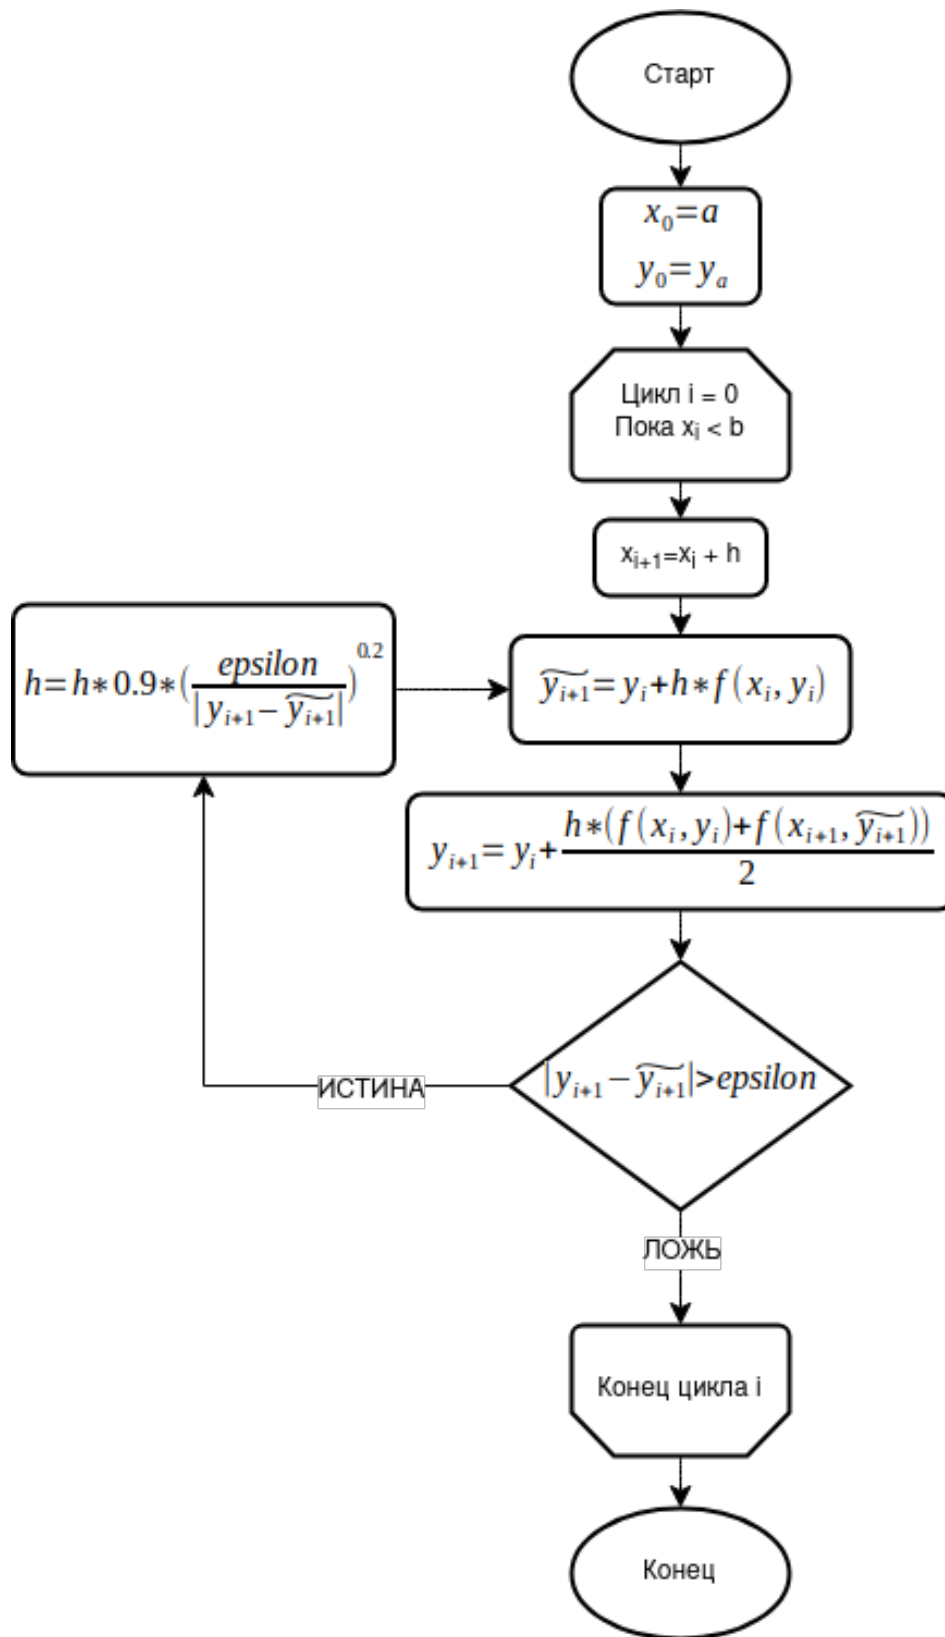 Старт
x₀=a
y₀=yₐ
Цикл i = 0
Пока xᵢ < b
xᵢ₊₁=xᵢ + h
h=h*0.9*(epsilon/|yᵢ₊₁−ỹᵢ₊₁|)^0.2
ỹᵢ₊₁=yᵢ+h*f(xᵢ,yᵢ)
yᵢ₊₁=yᵢ+h*(f(xᵢ,yᵢ)+f(xᵢ₊₁,ỹᵢ₊₁))/2
|yᵢ₊₁−ỹᵢ₊₁|>epsilon
ИСТИНА
ЛОЖЬ
Конец цикла i
Конец